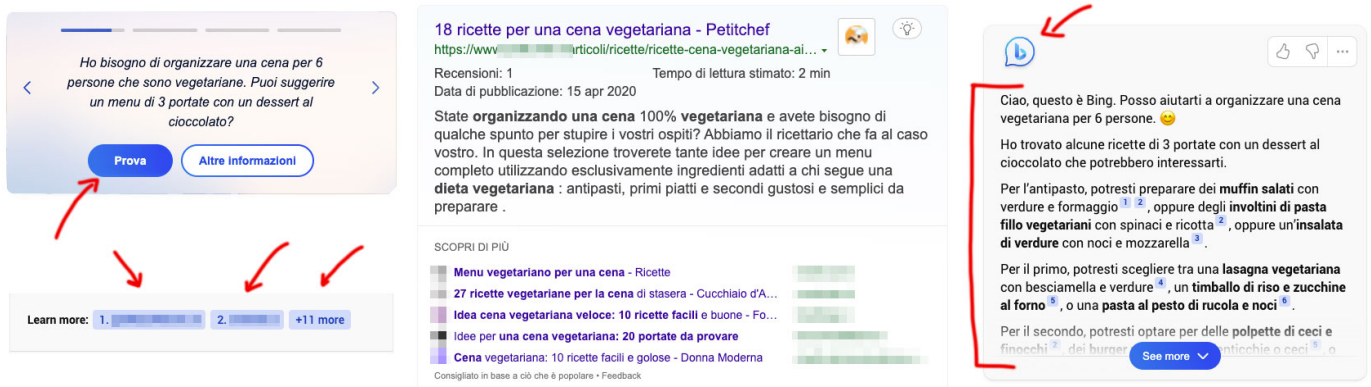 Ho bisogno di organizzare una cena per 6
persone che sono vegetariane. Puoi suggerire
un menu di 3 portate con un dessert al
cioccolato?
Prova
Altre informazioni
Learn more:
1.
2.
+11 more
18 ricette per una cena vegetariana - Petitchef
https://www articoli/ricette/ricette-cena-vegetariana-ai...
Recensioni: 1
Tempo di lettura stimato: 2 min
Data di pubblicazione: 15 apr 2020
State organizzando una cena 100% vegetariana e avete bisogno di
qualche spunto per stupire i vostri ospiti? Abbiamo il ricettario che fa al caso
vostro. In questa selezione troverete tante idee per creare un menu
completo utilizzando esclusivamente ingredienti adatti a chi segue una
dieta vegetariana : antipasti, primi piatti e secondi gustosi e semplici da
preparare .
SCOPRI DI PIÙ
Menu vegetariano per una cena - Ricette
27 ricette vegetariane per la cena di stasera - Cucchiaio d'A...
Idea cena vegetariana veloce: 10 ricette facili e buone - Fo...
Idee per una cena vegetariana: 20 portate da provare
Cena vegetariana: 10 ricette facili e golose - Donna Moderna
Consigliato in base a ciò che è popolare • Feedback
b
Ciao, questo è Bing. Posso aiutarti a organizzare una cena
vegetariana per 6 persone. 😊
Ho trovato alcune ricette di 3 portate con un dessert al
cioccolato che potrebbero interessarti.
Per l'antipasto, potresti preparare dei muffin salati con
verdure e formaggio 1 2, oppure degli involtini di pasta
fillo vegetariani con spinaci e ricotta 2, oppure un'insalata
di verdure con noci e mozzarella 3.
Per il primo, potresti scegliere tra una lasagna vegetariana
con besciamella e verdure 4, un timballo di riso e zucchine
al forno 5, o una pasta al pesto di rucola e noci 6.
Per il secondo, potresti optare per delle polpette di ceci e
finocchi 2, dei burger enticchie o ceci 5, o
See more